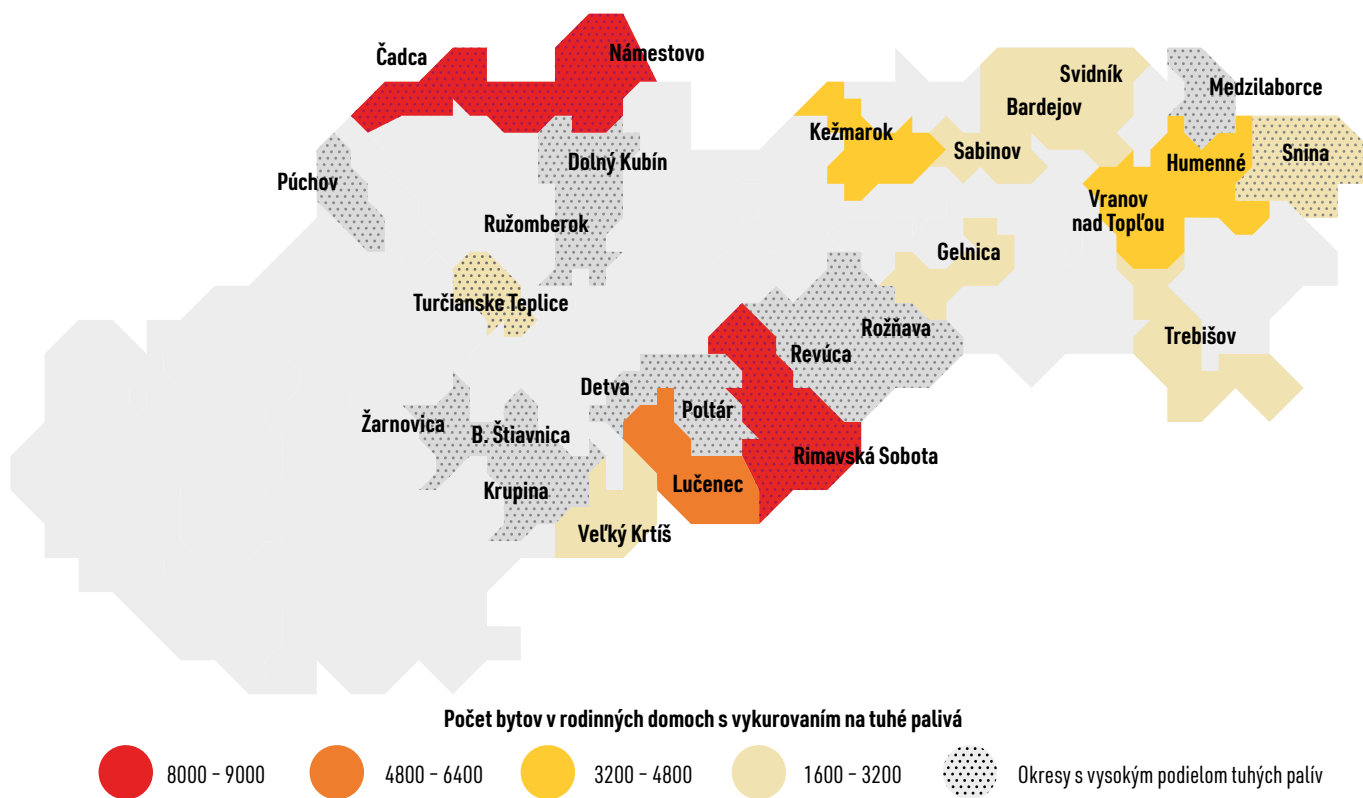 Čadca
Námestovo
Svidník
Medzilaborce
Bardejov
Kežmarok
Sabinov
Humenné
Snina
Dolný Kubín
Púchov
Ružomberok
Vranov
nad Topľou
Gelnica
Turčianske Teplice
Rožňava
Revúca
Trebišov
Detva
Poltár
Žarnovica
B. Štiavnica
Rimavská Sobota
Lučenec
Krupina
Veľký Krtíš
Počet bytov v rodinných domoch s vykurovaním na tuhé palivá
8000 – 9000
4800 – 6400
3200 – 4800
1600 – 3200
Okresy s vysokým podielom tuhých palív